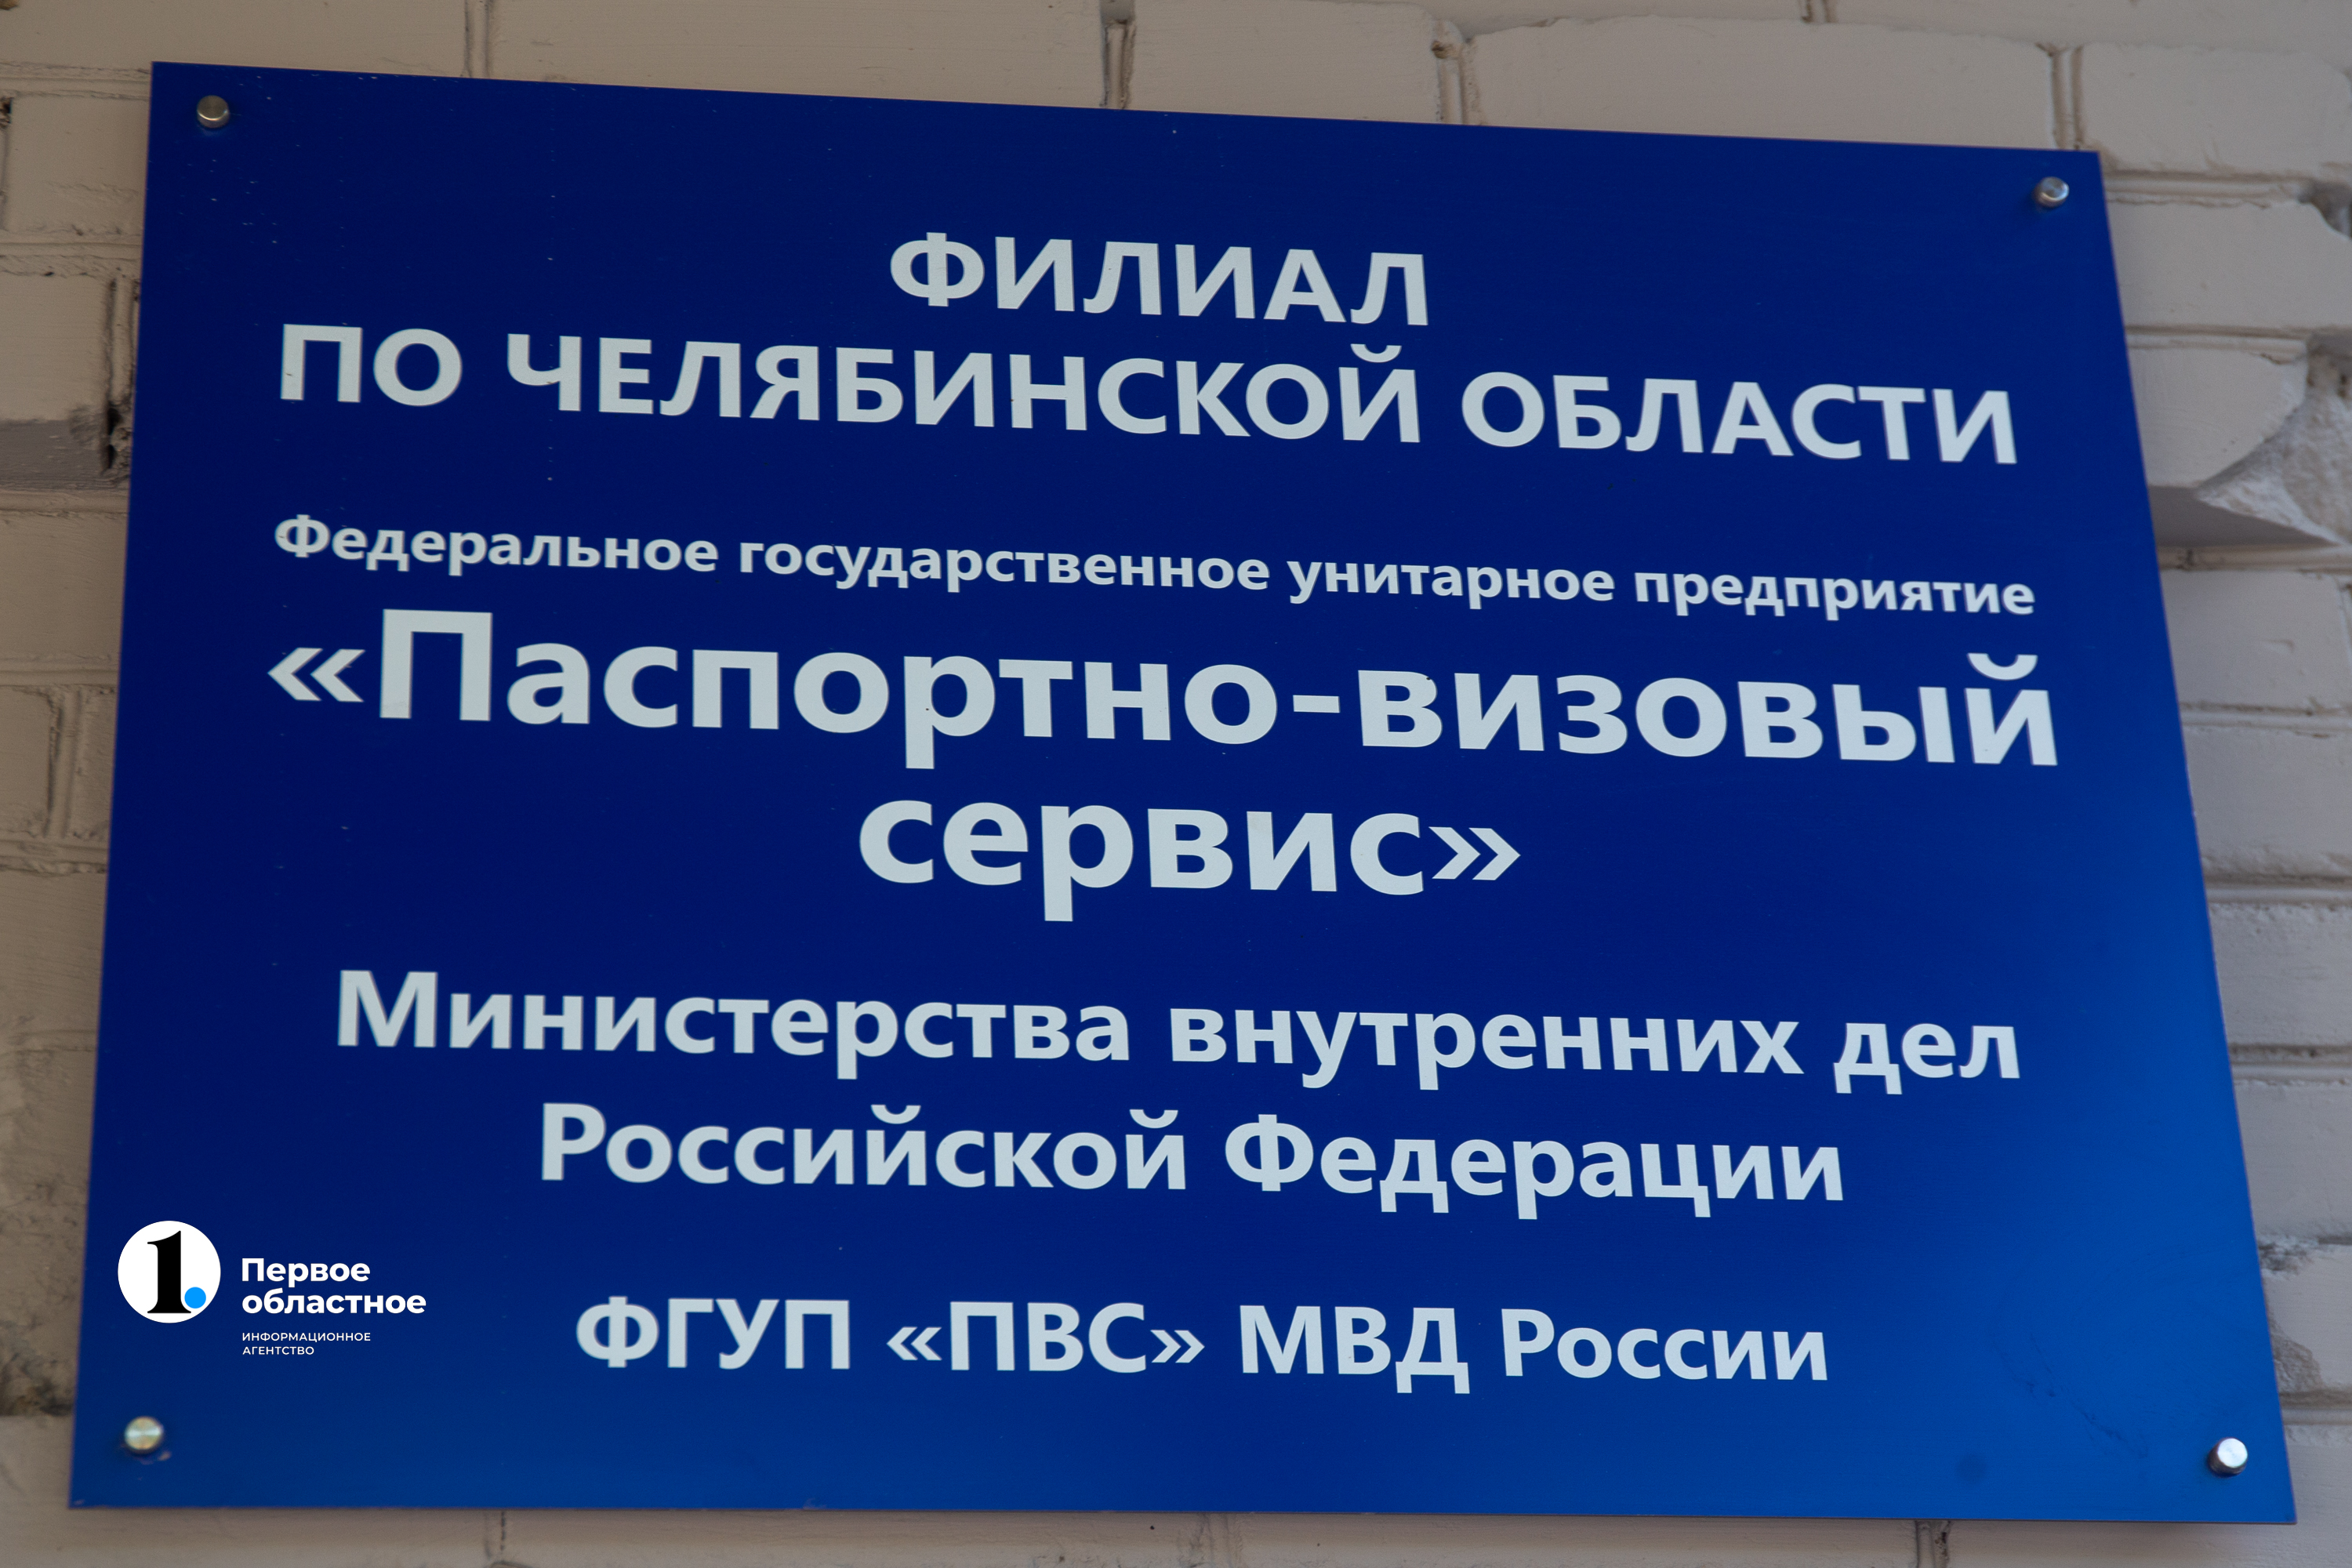 ФИЛИАЛ
ПО ЧЕЛЯБИНСКОЙ ОБЛАСТИ
Федеральное государственное унитарное предприятие
«Паспортно-визовый
сервис»
Министерства внутренних дел
Российской Федерации
ФГУП «ПВС» МВД России
1.
Первое
областное
ИНФОРМАЦИОННОЕ
АГЕНТСТВО